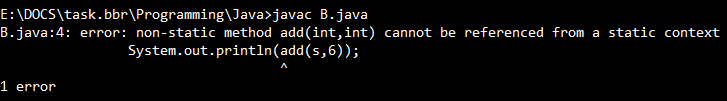 E:\DOCS\task.bbr\Programming\Java>javac B.java
B.java:4: error: non-static method add(int,int) cannot be referenced from a static context
System.out.println(add(s,6));
^
1 error